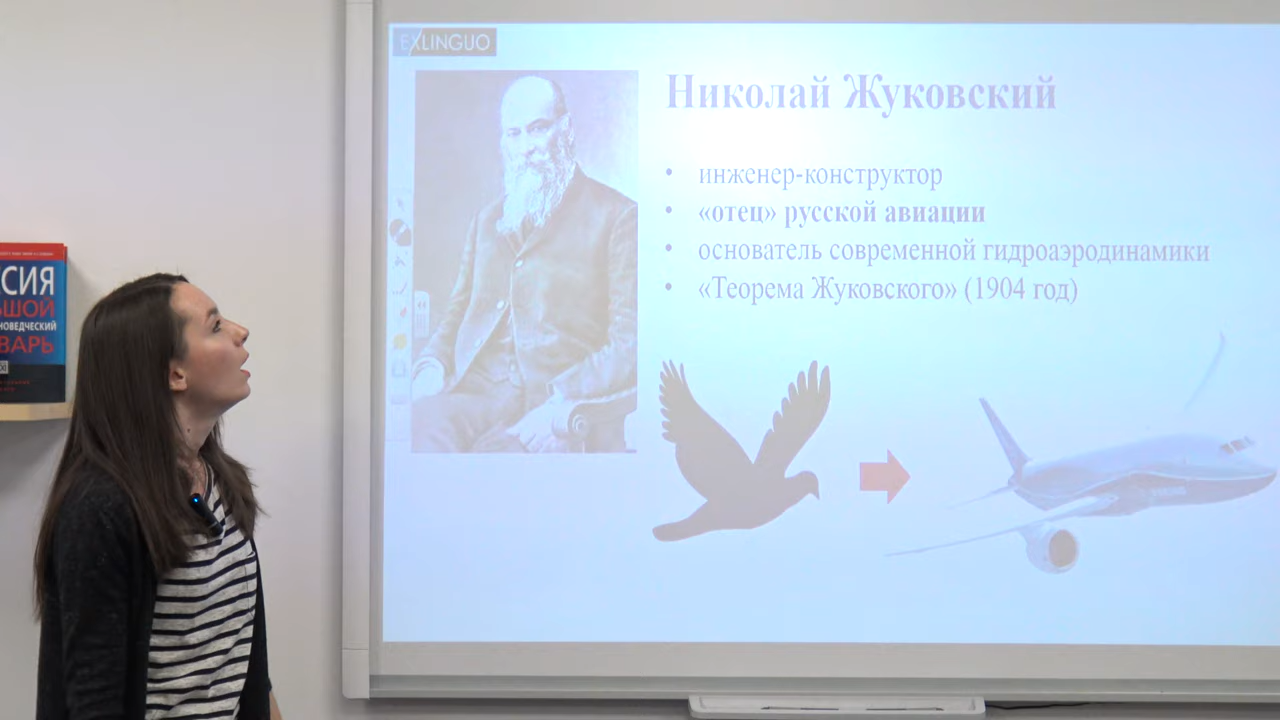 EXLINGUO
Николай Жуковский
• инженер-конструктор
• «отец» русской авиации
• основатель современной гидроаэродинамики
• «Теорема Жуковского» (1904 год)
ССИЯ
ЬШОЙ
НОВЕДЧЕСКИЙ
ВАРЬ